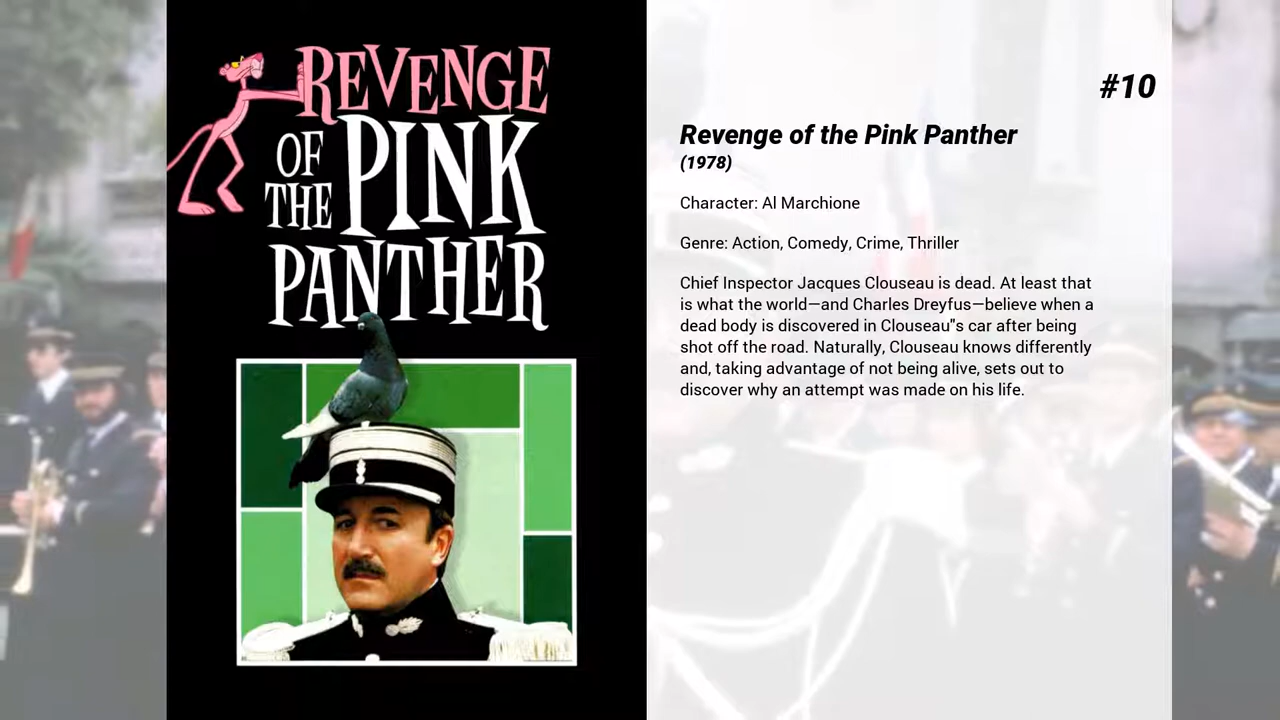 REVENGE
OF
THE PINK
PANTHER
#10
Revenge of the Pink Panther
(1978)
Character: Al Marchione
Genre: Action, Comedy, Crime, Thriller
Chief Inspector Jacques Clouseau is dead. At least that
is what the world—and Charles Dreyfus—believe when a
dead body is discovered in Clouseau"s car after being
shot off the road. Naturally, Clouseau knows differently
and, taking advantage of not being alive, sets out to
discover why an attempt was made on his life.